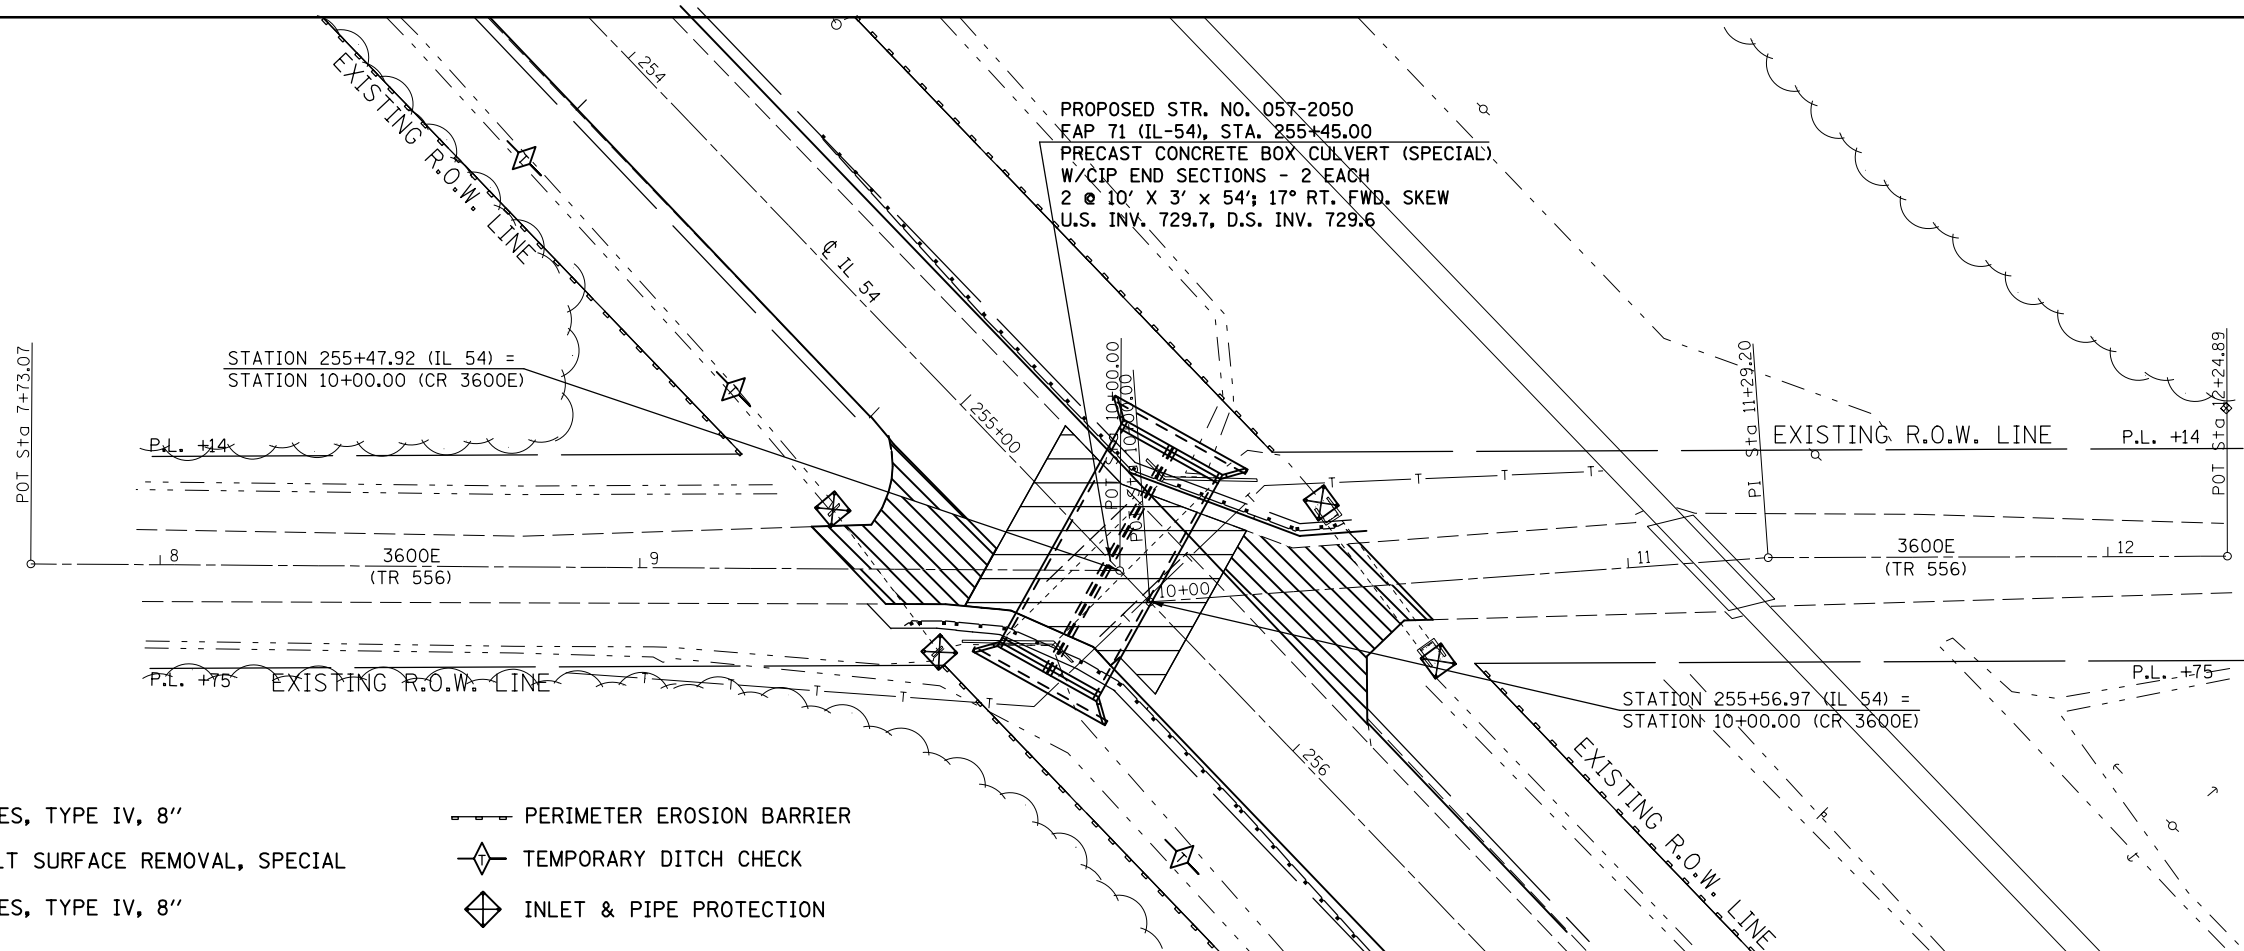 EXISTING R.O.W. LINE
254
₵ IL 54
PROPOSED STR. NO. 057-2050
FAP 71 (IL-54), STA. 255+45.00
PRECAST CONCRETE BOX CULVERT (SPECIAL)
W/CIP END SECTIONS - 2 EACH
2 @ 10' X 3' x 54'; 17° RT. FWD. SKEW
U.S. INV. 729.7, D.S. INV. 729.6
POT Sta 7+73.07
STATION 255+47.92 (IL 54) =
STATION 10+00.00 (CR 3600E)
255+00
PI Sta 11+29.20
POT Sta 12+24.89
P.L. +14
EXISTING R.O.W. LINE
P.L. +14
T T T T
8
3600E
(TR 556)
9
10+00
11
3600E
(TR 556)
12
P.L. +75
EXISTING R.O.W. LINE
T T T T T
P.L. +75
STATION 255+56.97 (IL 54) =
STATION 10+00.00 (CR 3600E)
256
EXISTING R.O.W. LINE
ES, TYPE IV, 8"
LT SURFACE REMOVAL, SPECIAL
ES, TYPE IV, 8"
PERIMETER EROSION BARRIER
T TEMPORARY DITCH CHECK
INLET & PIPE PROTECTION